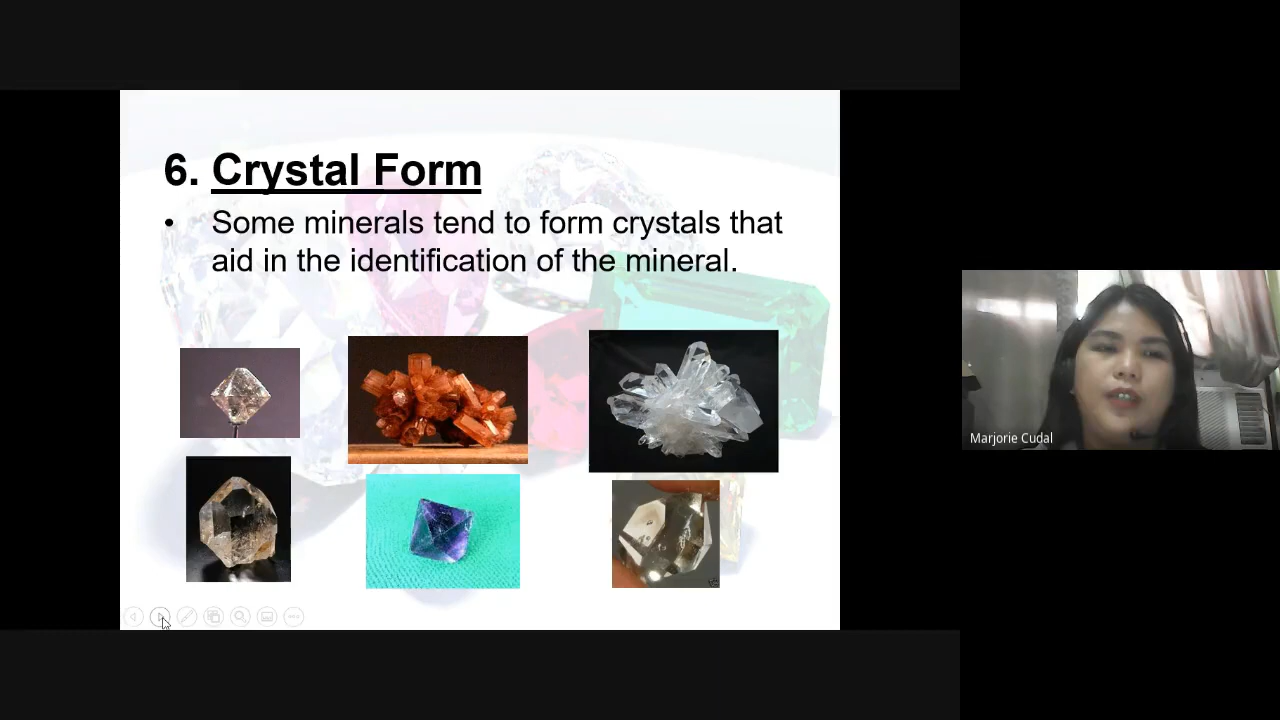 6. Crystal Form
• Some minerals tend to form crystals that
aid in the identification of the mineral.
Marjorie Cudal